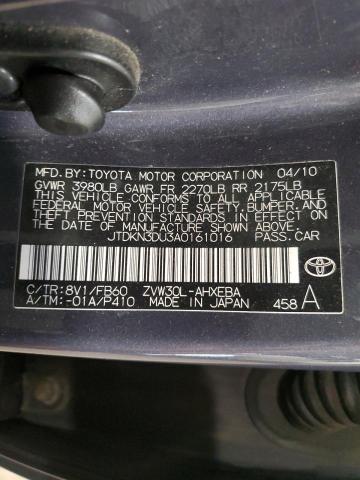 MFD.BY:TOYOTA MOTOR CORPORATION 04/10
GVWR 3980LB GAWR FR 2270LB RR 2175LB
THIS VEHICLE CONFORMS TO ALL APPLICABLE
FEDERAL MOTOR VEHICLE SAFETY, BUMPER, AND
THEFT PREVENTION STANDARDS IN EFFECT ON
THE DATE OF MANUFACTURE SHOWN ABOVE.
JTDKN3DU3A0161016 PASS.CAR
C/TR:8V1/FB60 ZVW30L-AHXEBA
A/TM:-01A/P410 MADE IN JAPAN 458 A